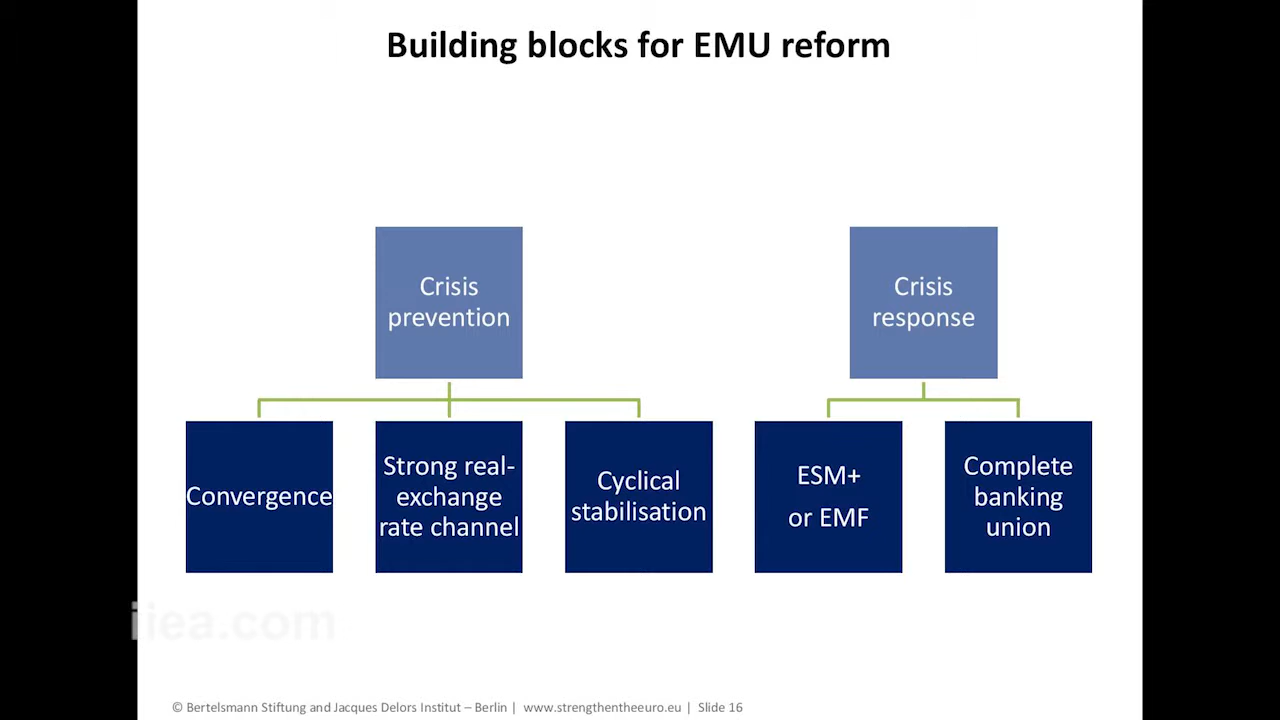 Building blocks for EMU reform
Crisis
prevention
Crisis
response
Convergence
Strong real-
exchange
rate channel
Cyclical
stabilisation
ESM+
or EMF
Complete
banking
union
iiea.com
© Bertelsmann Stiftung and Jacques Delors Institut – Berlin | www.strengthentheeuro.eu | Slide 16